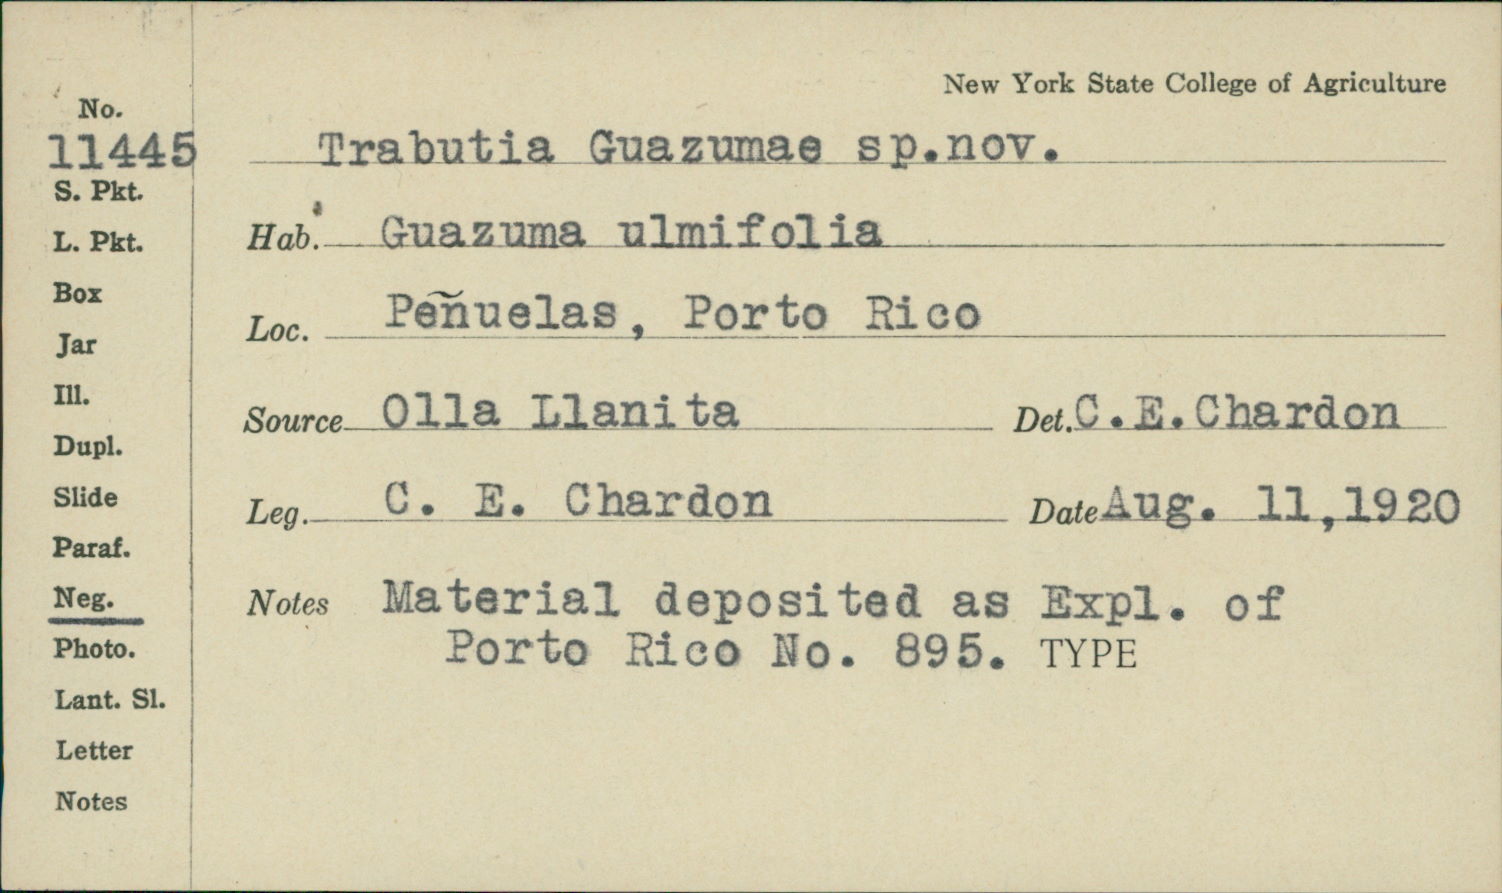 New York State College of Agriculture
No.
11445
Trabutia Guazumae sp.nov.
S. Pkt.
L. Pkt.
Hab. Guazuma ulmifolia
Box
Loc. Peñuelas, Porto Rico
Jar
Ill.
Source Olla Llanita Det. C.E.Chardon
Dupl.
Slide
Leg. C. E. Chardon Date Aug. 11,1920
Paraf.
Neg.
Notes Material deposited as Expl. of
Porto Rico No. 895. TYPE
Photo.
Lant. Sl.
Letter
Notes